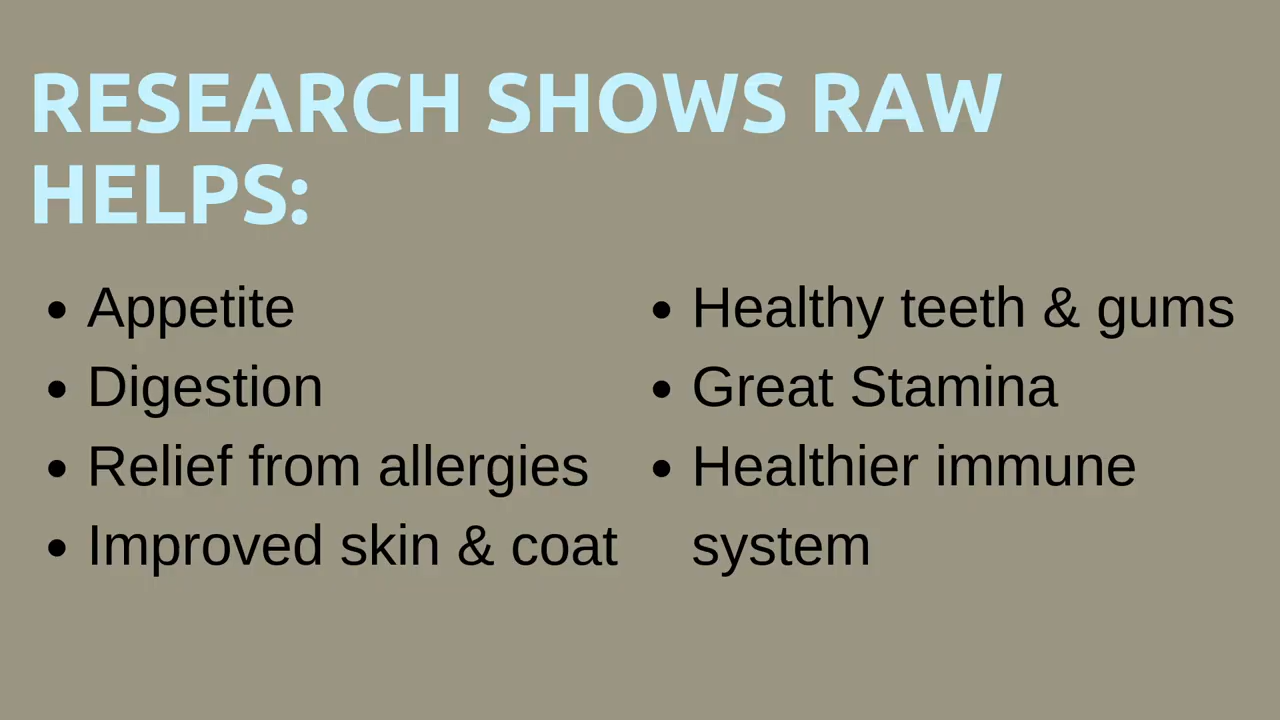 RESEARCH SHOWS RAW
HELPS:
• Appetite
• Digestion
• Relief from allergies
• Improved skin & coat
• Healthy teeth & gums
• Great Stamina
• Healthier immune
system